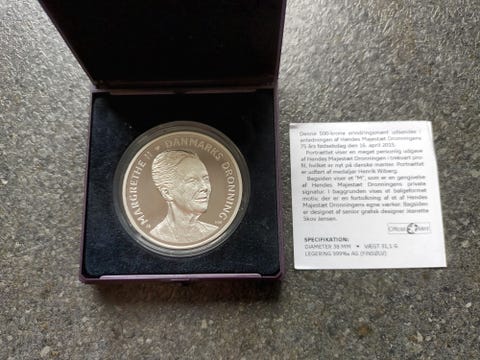 MARGRETHE II ✶ DANMARKS DRONNING
Denne 500-krone erindringsmønt udsendes i
anledningen af Hendes Majestæt Dronningens
75 års fødselsdag den 16. april 2015.
Portrættet viser en meget personlig udgave
af Hendes Majestæt Dronningen i trekvart pro-
fil, hvilket er nyt på danske mønter. Portrættet
er udført af medaljør Henrik Wiberg.
Bagsiden viser et "M", som er en gengivelse
af Hendes Majestæt Dronningens private
signatur. I baggrunden vises et bølgeformet
motiv, der er en fortolkning af et af Hendes
Majestæt Dronningens egne værker. Bagsiden
er designet af senior grafisk designer Jeanette
Skov Jensen.
SPECIFIKATION:
DIAMETER 38 MM • VÆGT 31,1 G
LEGERING 999‰ AG (FINSØLV)